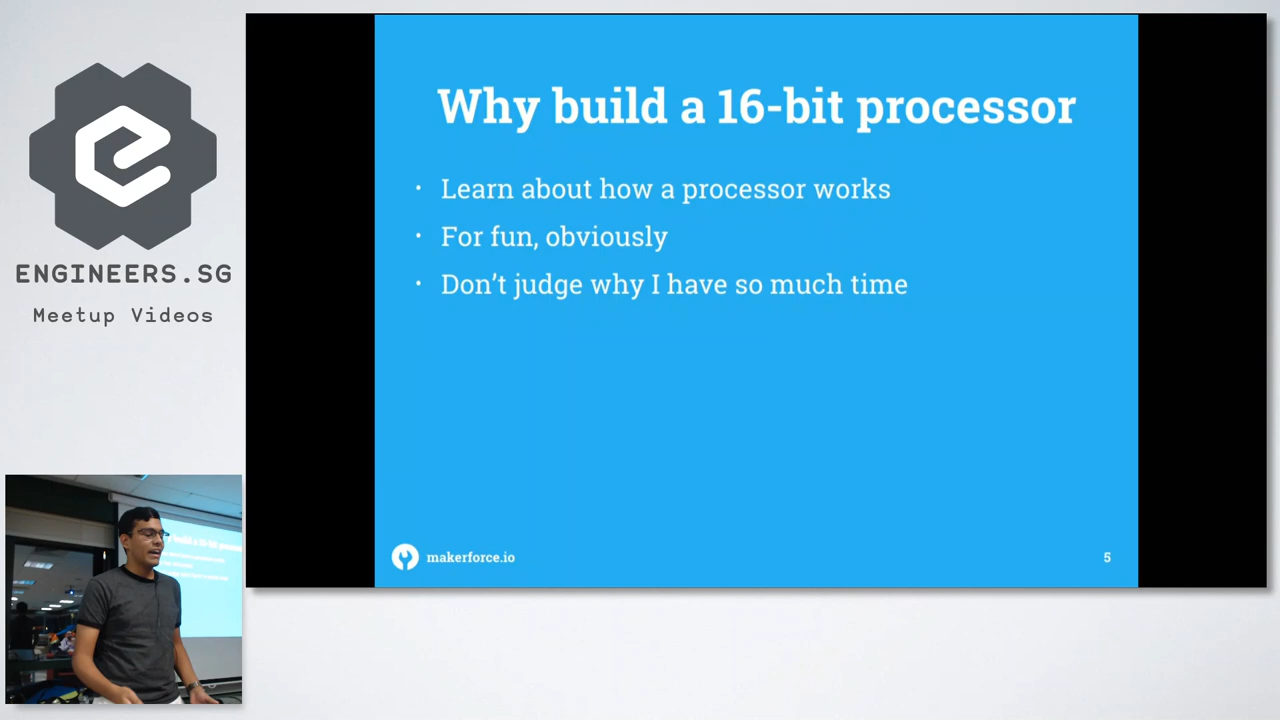 ENGINEERS.SG
Meetup Videos
Why build a 16-bit processor
· Learn about how a processor works
· For fun, obviously
· Don't judge why I have so much time
makerforce.io
5